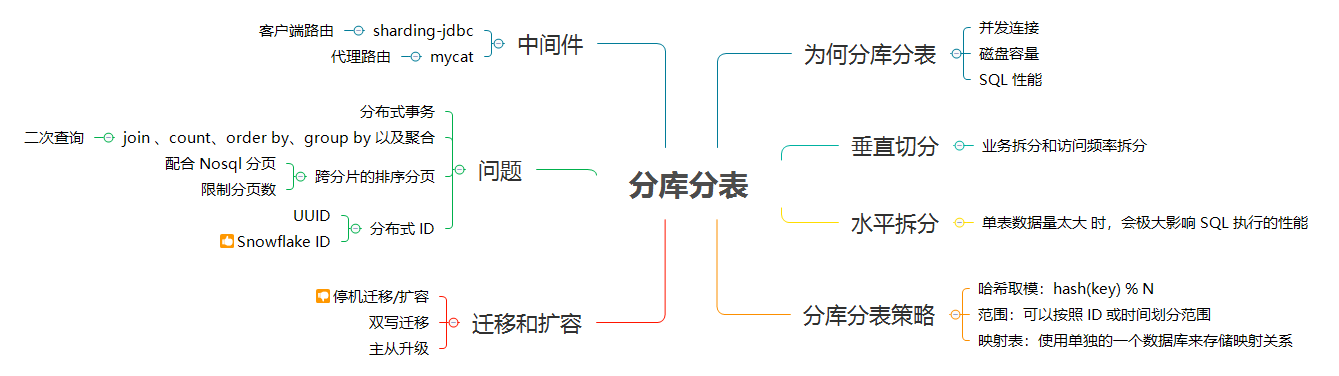 分库分表
为何分库分表
并发连接
磁盘容量
SQL 性能
垂直切分
业务拆分和访问频率拆分
水平拆分
单表数据量太大 时，会极大影响 SQL 执行的性能
分库分表策略
哈希取模：hash(key) % N
范围：可以按照 ID 或时间划分范围
映射表：使用单独的一个数据库来存储映射关系
中间件
sharding-jdbc
客户端路由
mycat
代理路由
问题
分布式事务
join 、count、order by、group by 以及聚合
二次查询
跨分片的排序分页
配合 Nosql 分页
限制分页数
分布式 ID
UUID
Snowflake ID
迁移和扩容
停机迁移/扩容
双写迁移
主从升级